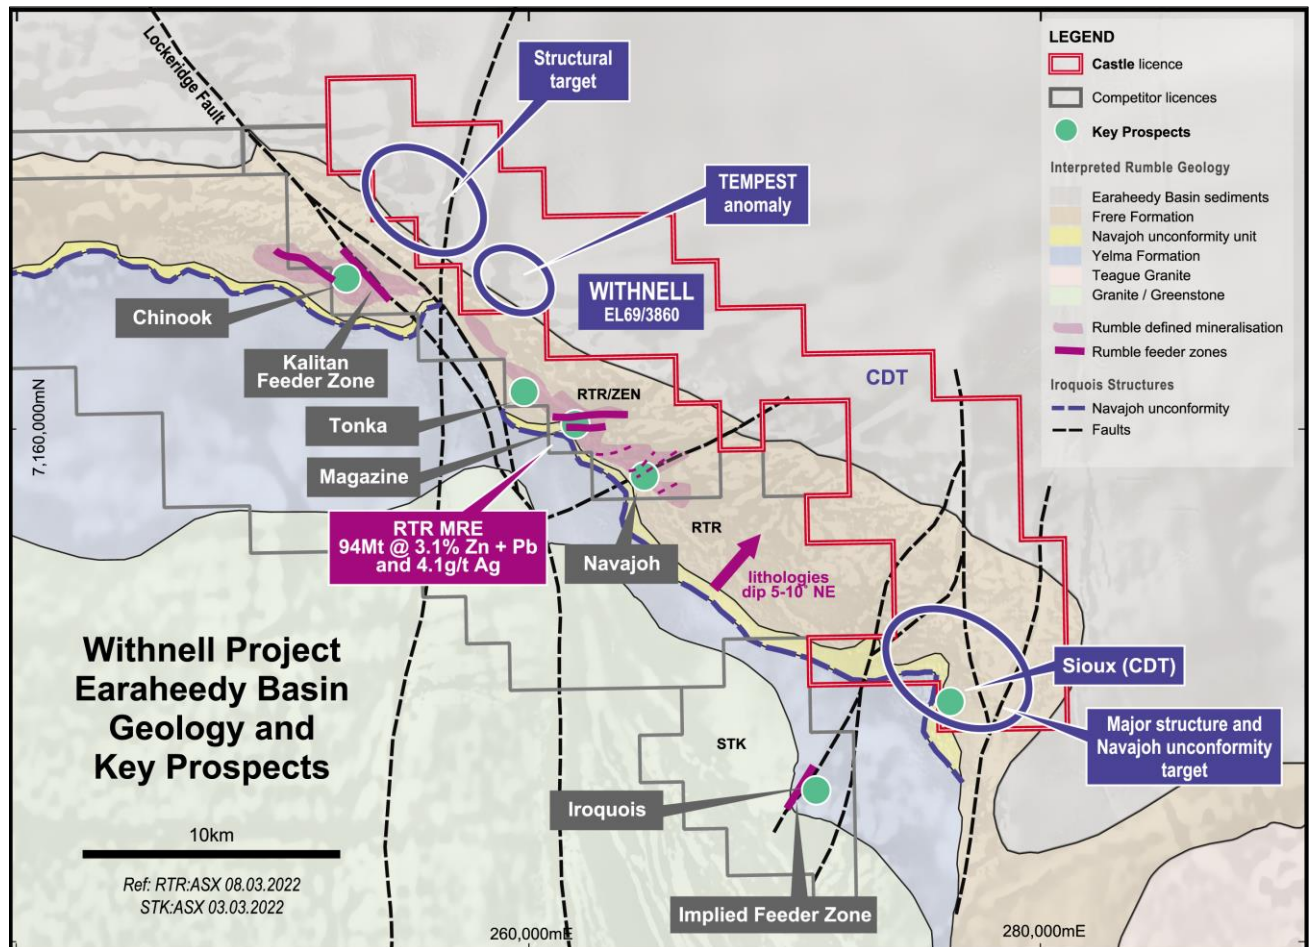 Lockeridge Fault
Structural
target
TEMPEST
anomaly
WITHNELL
EL69/3860
CDT
Chinook
Kalitan
Feeder Zone
Tonka
Magazine
RTR/ZEN
RTR MRE
94Mt @ 3.1% Zn + Pb
and 4.1g/t Ag
Navajoh
RTR
lithologies
dip 5-10° NE
Sioux (CDT)
Major structure and
Navajoh unconformity
target
STK
Iroquois
Implied Feeder Zone
7,160,000mN
260,000mE
280,000mE
Withnell Project
Earaheedy Basin
Geology and
Key Prospects
10km
Ref: RTR:ASX 08.03.2022
STK:ASX 03.03.2022
LEGEND
Castle licence
Competitor licences
Key Prospects
Interpreted Rumble Geology
Earaheedy Basin sediments
Frere Formation
Navajoh unconformity unit
Yelma Formation
Teague Granite
Granite / Greenstone
Rumble defined mineralisation
Rumble feeder zones
Iroquois Structures
Navajoh unconformity
Faults